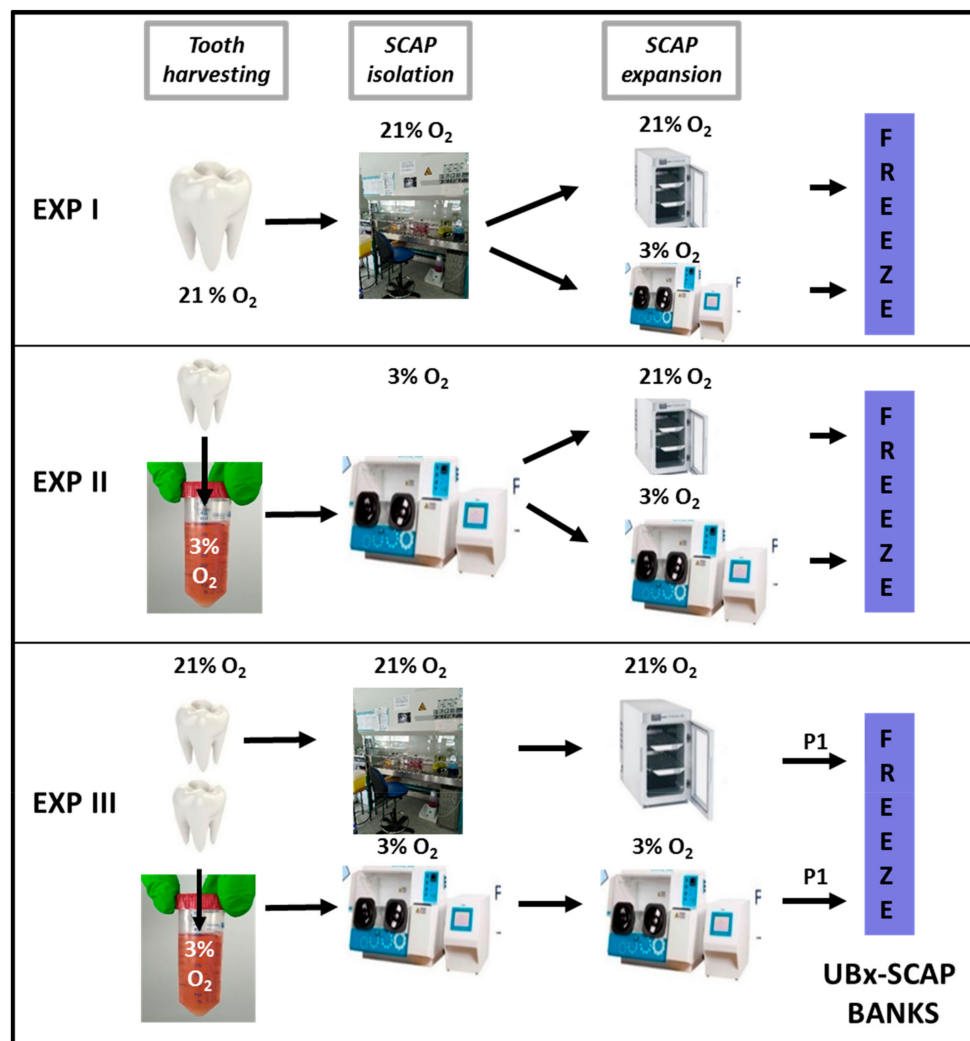 Tooth
harvesting
SCAP
isolation
SCAP
expansion
EXP I
21 % O₂
21% O₂
21% O₂
3% O₂
F
R
E
E
Z
E
EXP II
3%
O₂
3% O₂
21% O₂
3% O₂
F
R
E
E
Z
E
EXP III
21% O₂
21% O₂
21% O₂
P1
3%
O₂
3% O₂
3% O₂
P1
F
R
E
E
Z
E
UBx-SCAP
BANKS